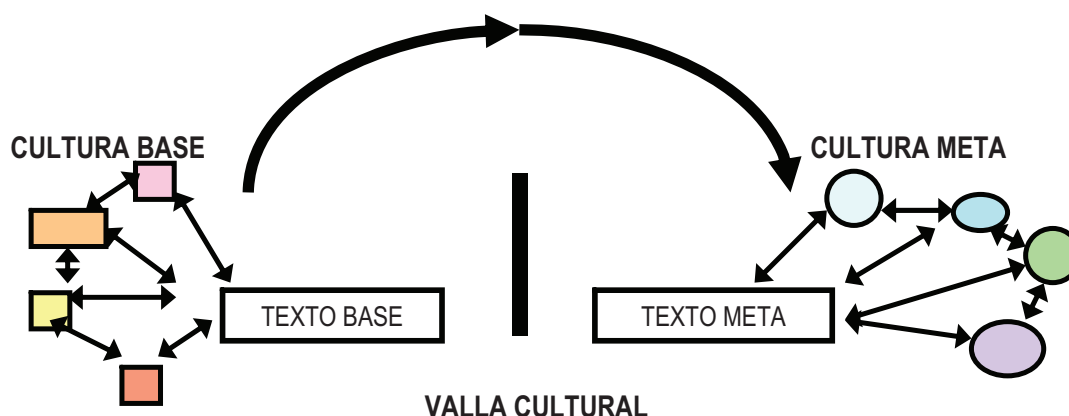 CULTURA BASE
CULTURA META
TEXTO BASE
TEXTO META
VALLA CULTURAL